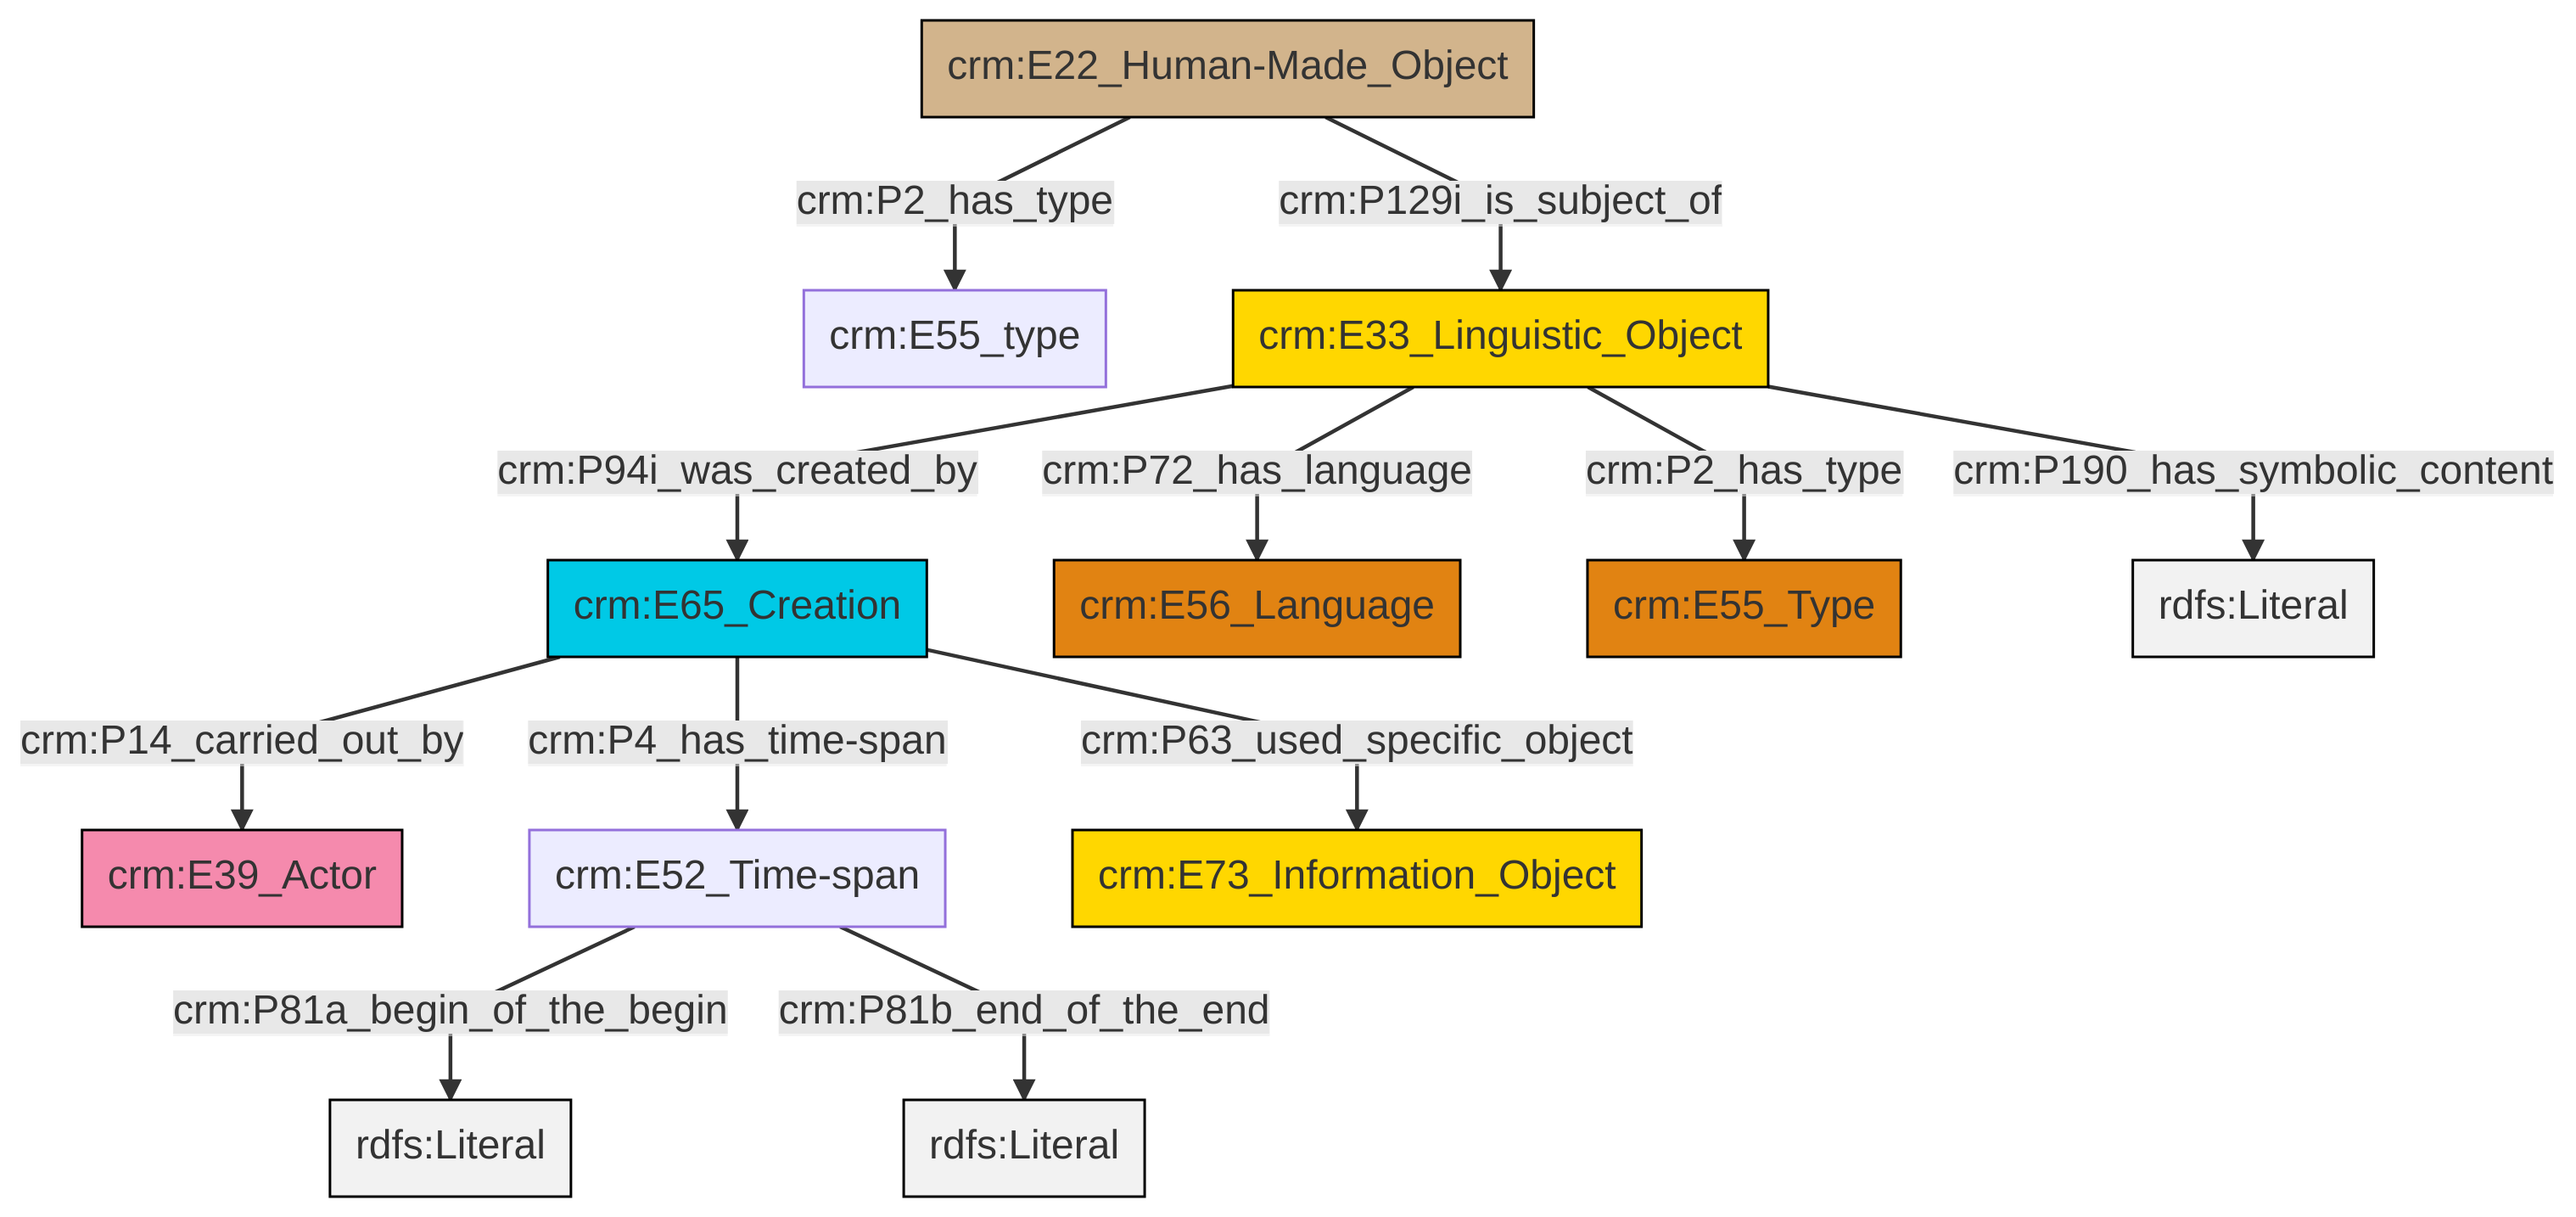 crm:E22_Human-Made_Object
crm:P2_has_type
crm:P129i_is_subject_of
crm:E55_type
crm:E33_Linguistic_Object
crm:P94i_was_created_by
crm:P72_has_language
crm:P2_has_type
crm:P190_has_symbolic_content
crm:E65_Creation
crm:E56_Language
crm:E55_Type
rdfs:Literal
crm:P14_carried_out_by
crm:P4_has_time-span
crm:P63_used_specific_object
crm:E39_Actor
crm:E52_Time-span
crm:E73_Information_Object
crm:P81a_begin_of_the_begin
crm:P81b_end_of_the_end
rdfs:Literal
rdfs:Literal